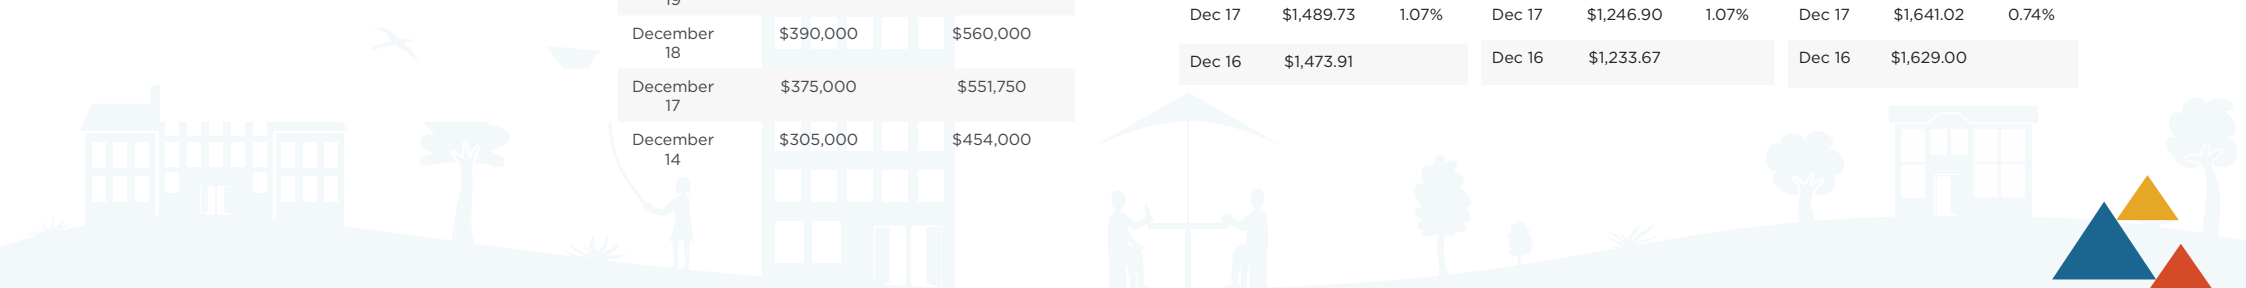 19
December $390,000 $560,000
18
December $375,000 $551,750
17
December $305,000 $454,000
14
Dec 17 $1,489.73 1.07%
Dec 16 $1,473.91
Dec 17 $1,246.90 1.07%
Dec 16 $1,233.67
Dec 17 $1,641.02 0.74%
Dec 16 $1,629.00